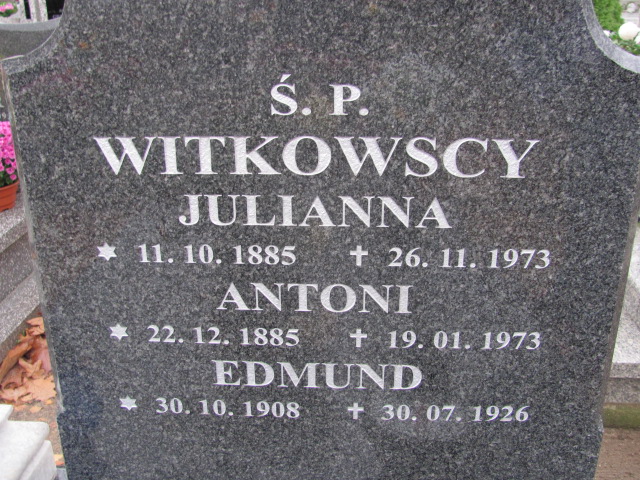 Ś. P.
WITKOWSCY
JULIANNA
11. 10. 1885 26. 11. 1973
ANTONI
22. 12. 1885 19. 01. 1973
EDMUND
30. 10. 1908 30. 07. 1926